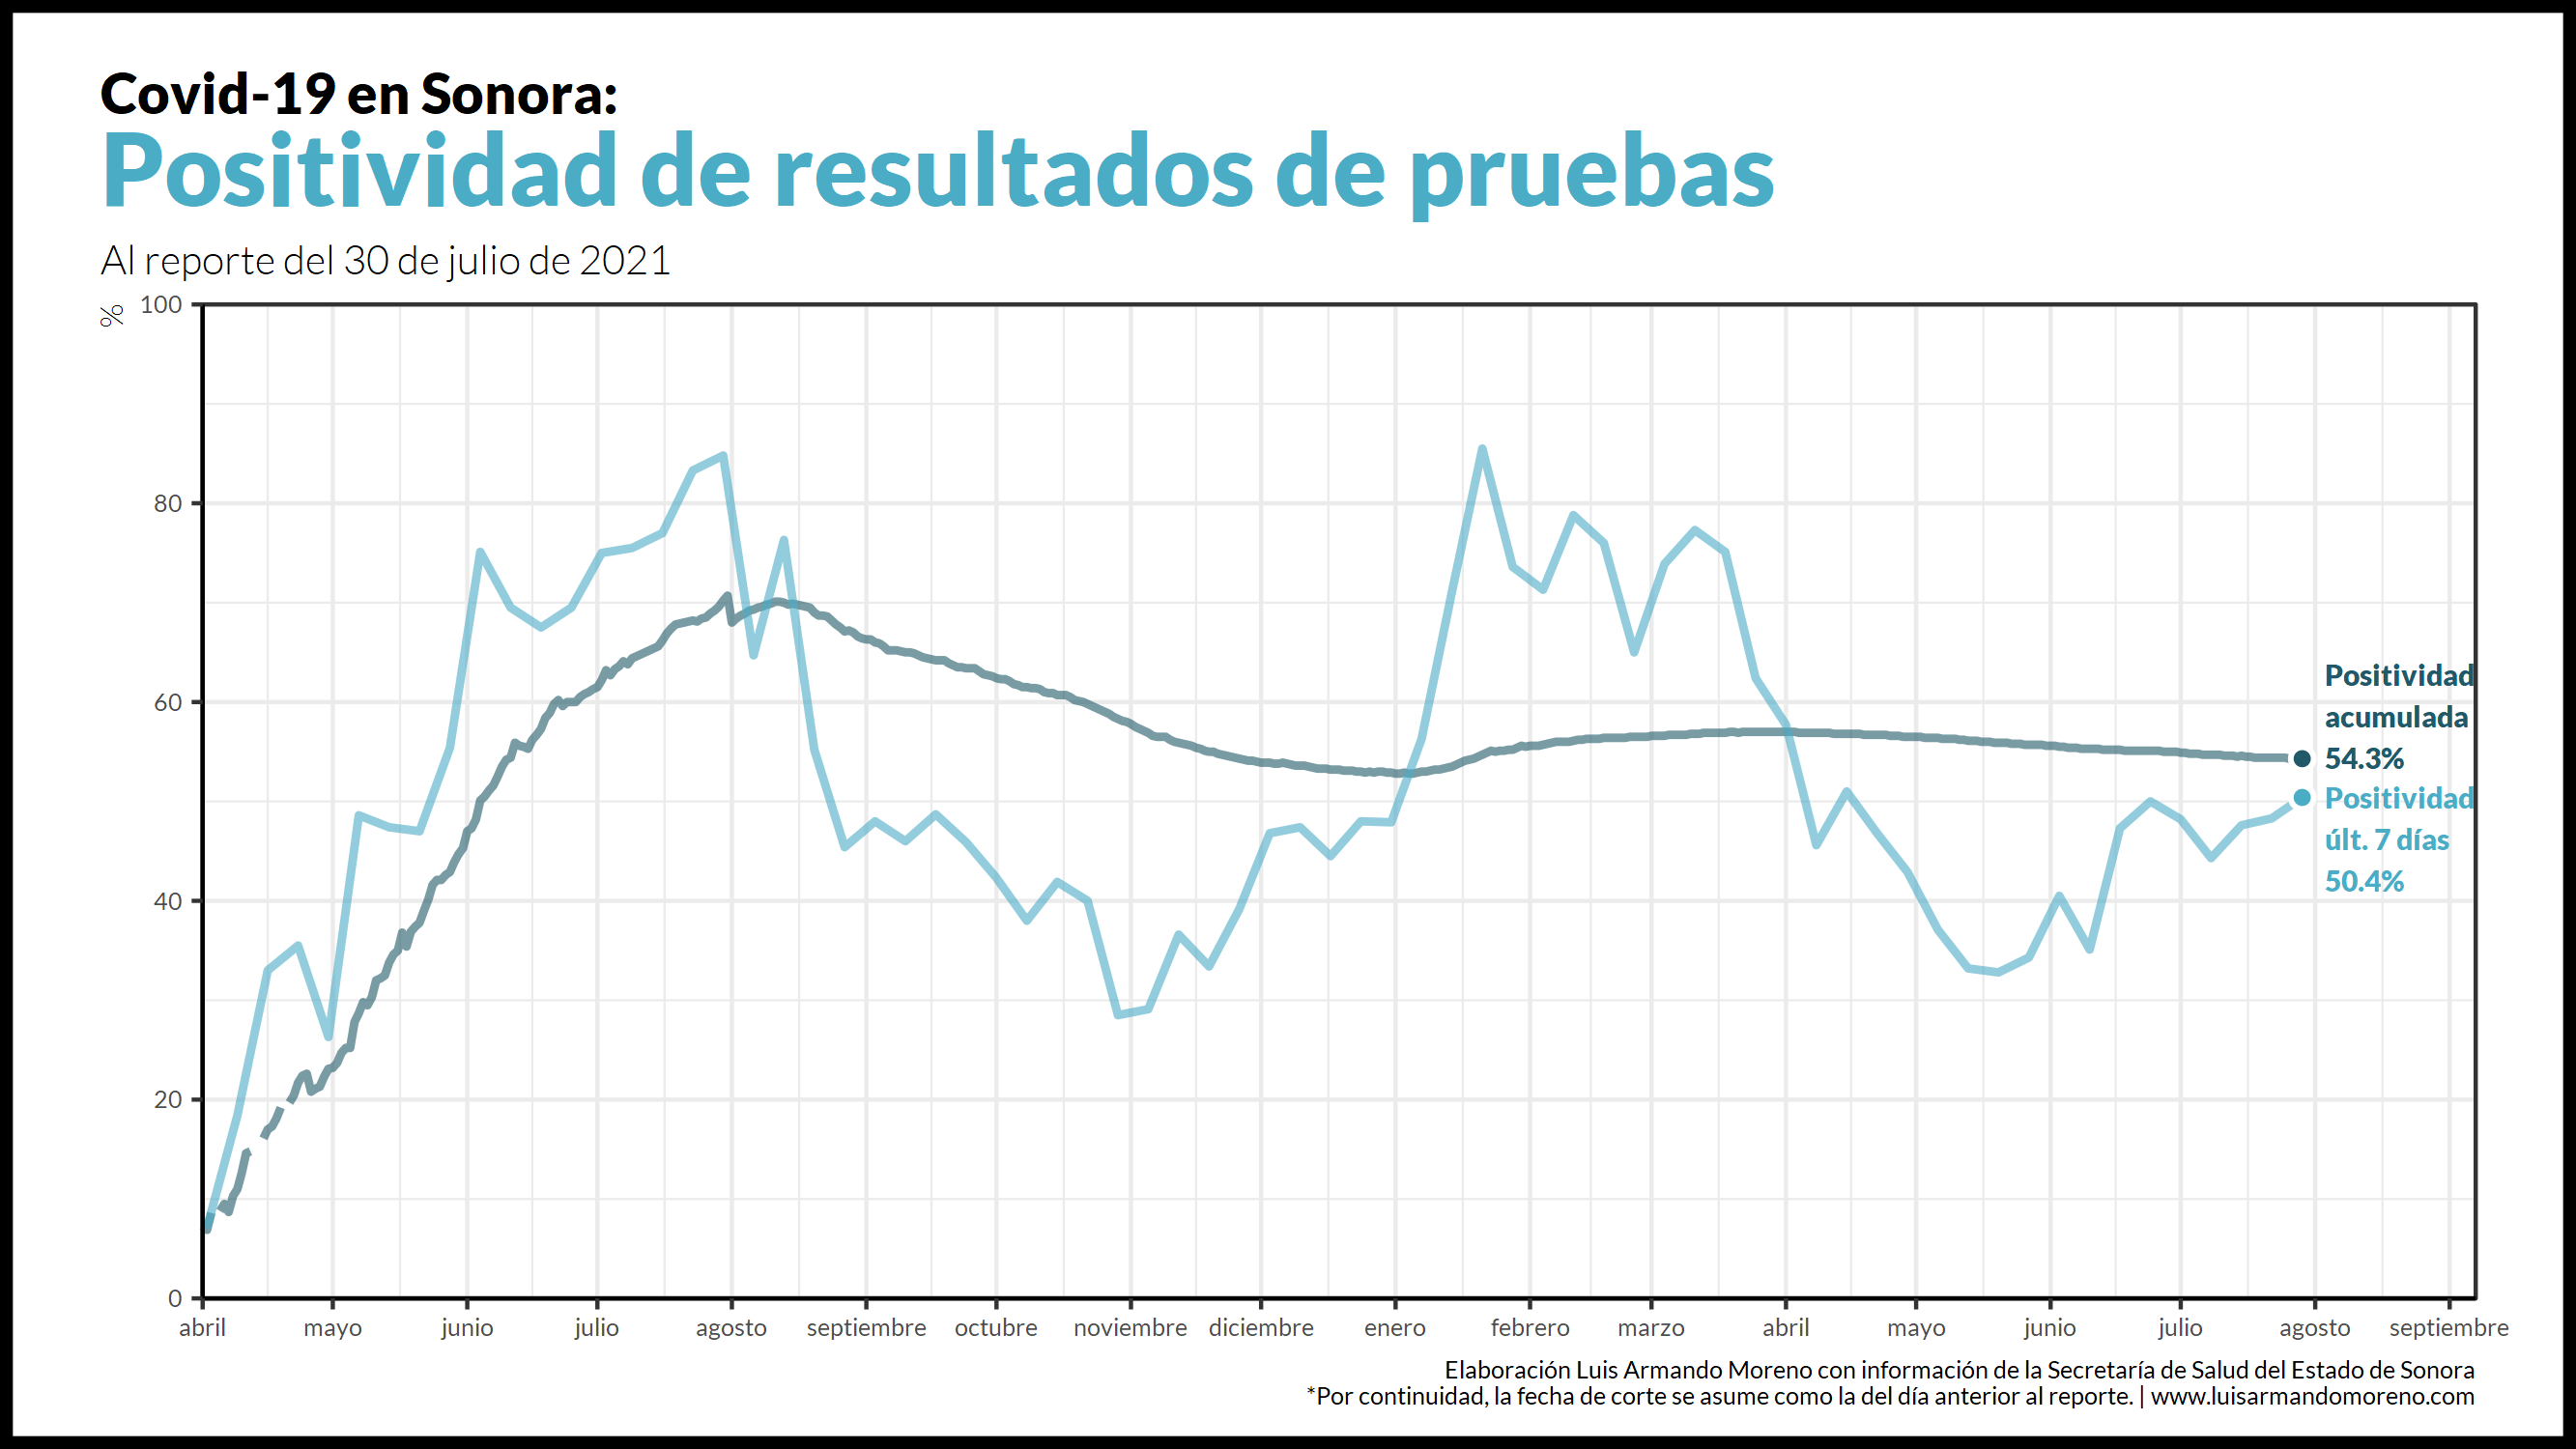 Covid-19 en Sonora:
Positividad de resultados de pruebas
Al reporte del 30 de julio de 2021
%
100
80
60
40
20
0
Positividad
acumulada
54.3%
Positividad
últ. 7 días
50.4%
abril mayo junio julio agosto septiembre octubre noviembre diciembre enero febrero marzo abril mayo junio julio agosto septiembre
Elaboración Luis Armando Moreno con información de la Secretaría de Salud del Estado de Sonora
*Por continuidad, la fecha de corte se asume como la del día anterior al reporte. | www.luisarmandomoreno.com